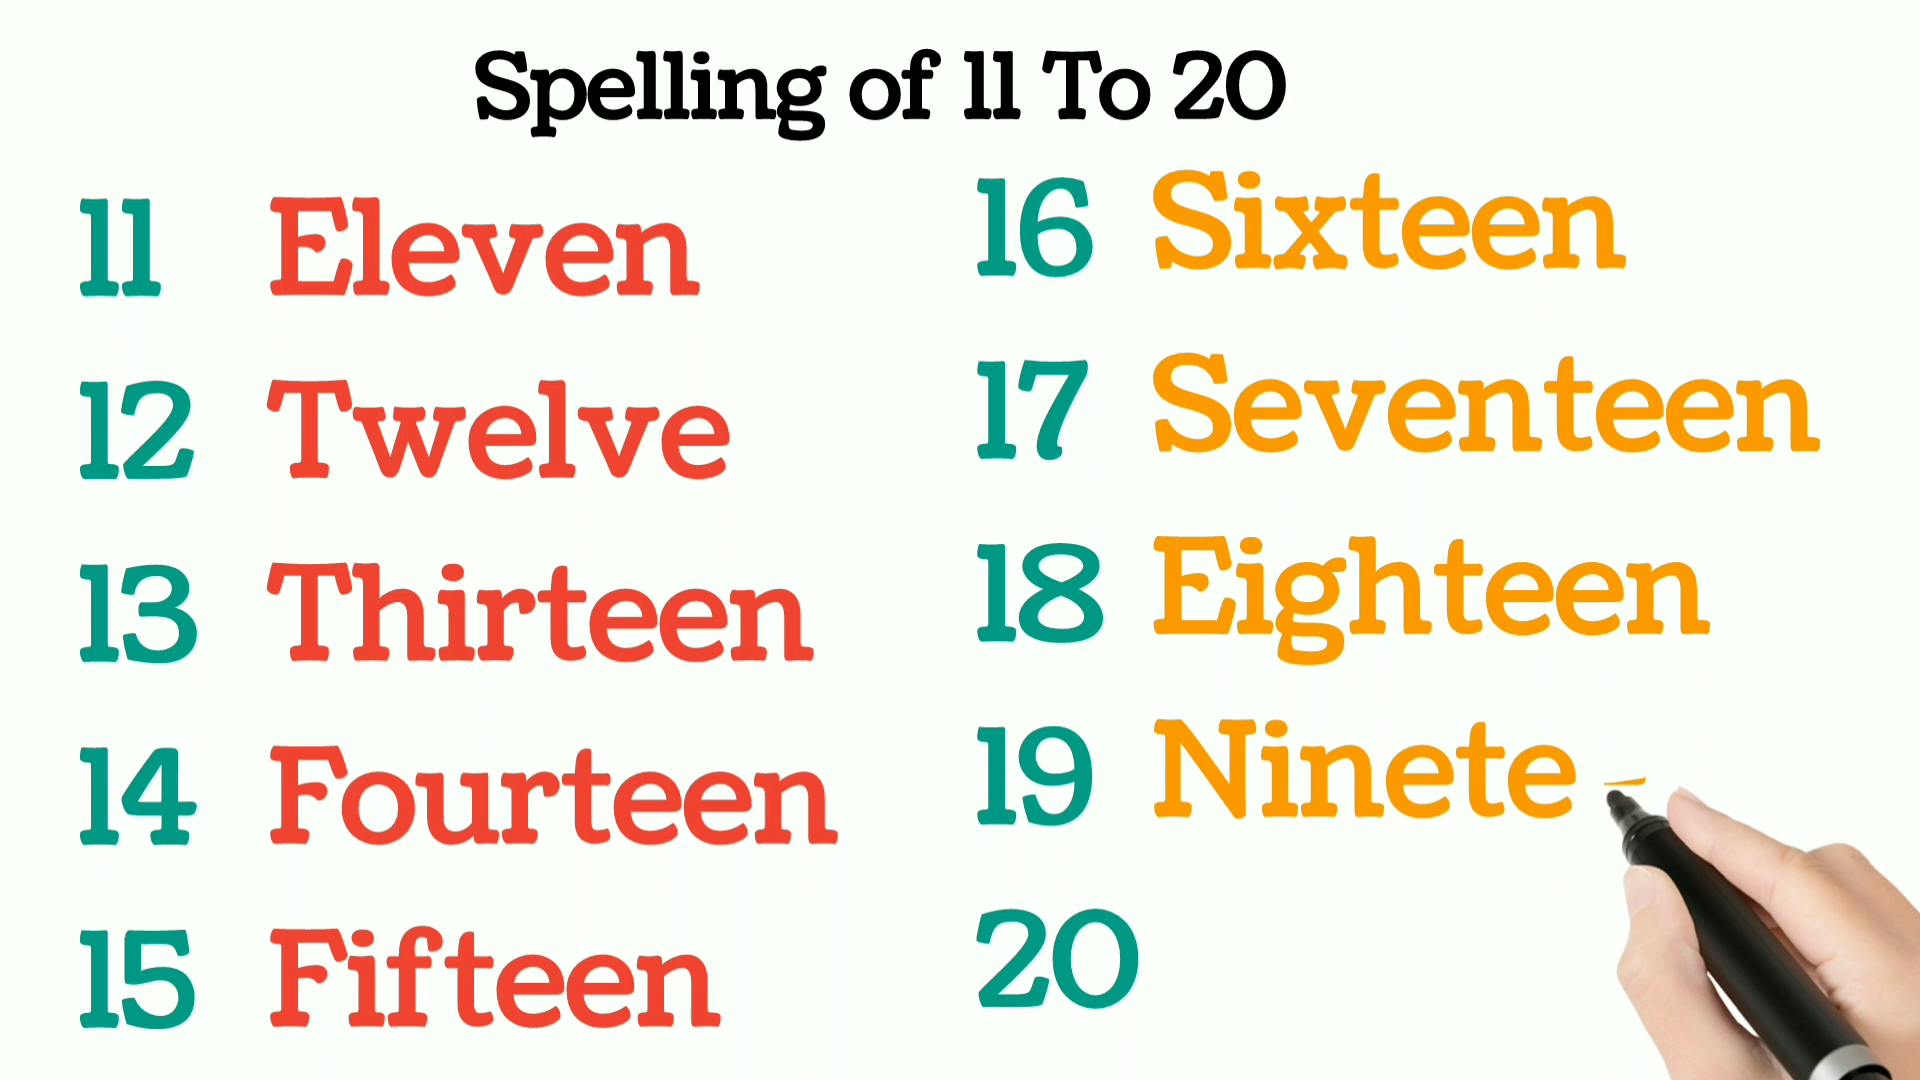 Spelling of 11 To 20
11 Eleven
12 Twelve
13 Thirteen
14 Fourteen
15 Fifteen
16 Sixteen
17 Seventeen
18 Eighteen
19 Ninete
20